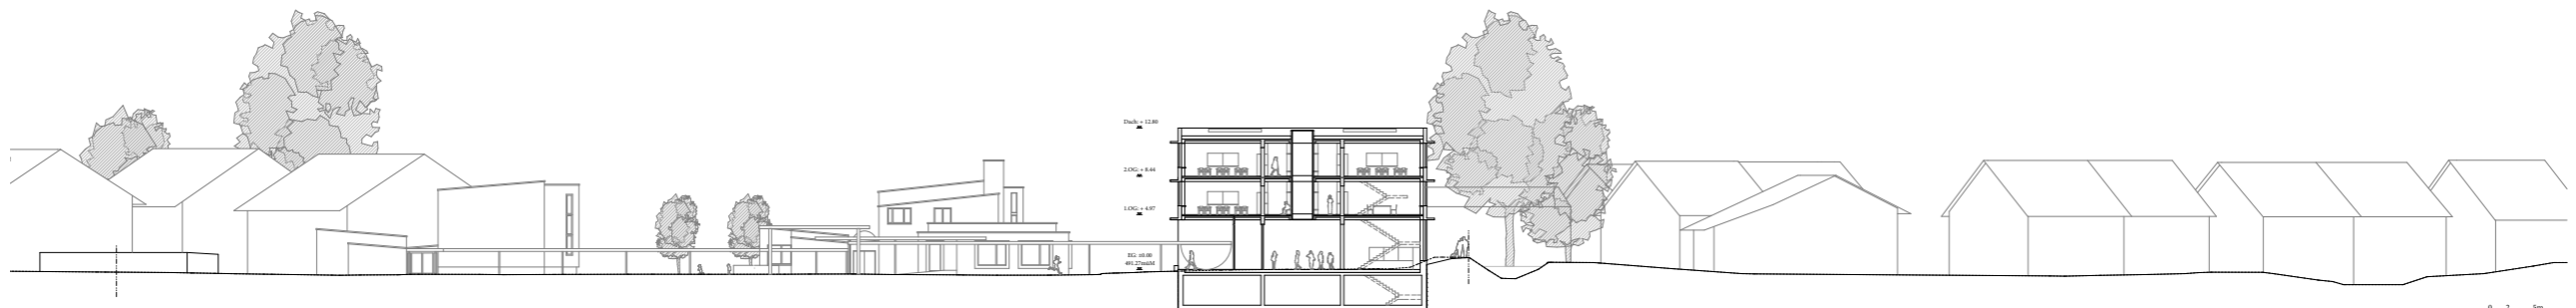 Dach: + 12.80
2.OG: + 8.44
1.OG: + 4.97
EG: ±0.00
491.27müM
0 2 5m